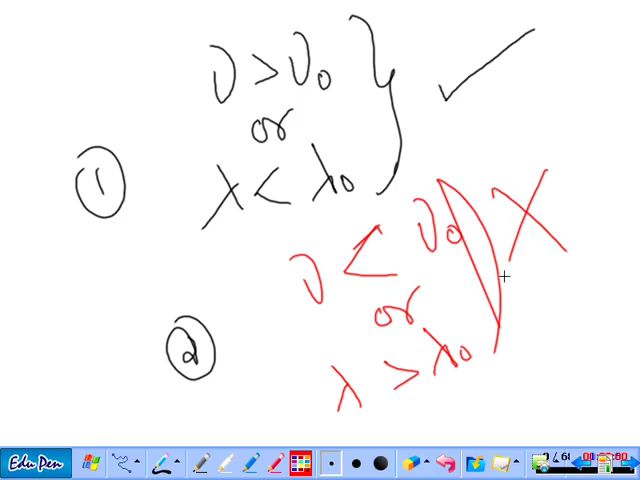 ν > ν₀
or
①
λ < λ₀
ν < ν₀
or
②
λ > λ₀
Edu Pen